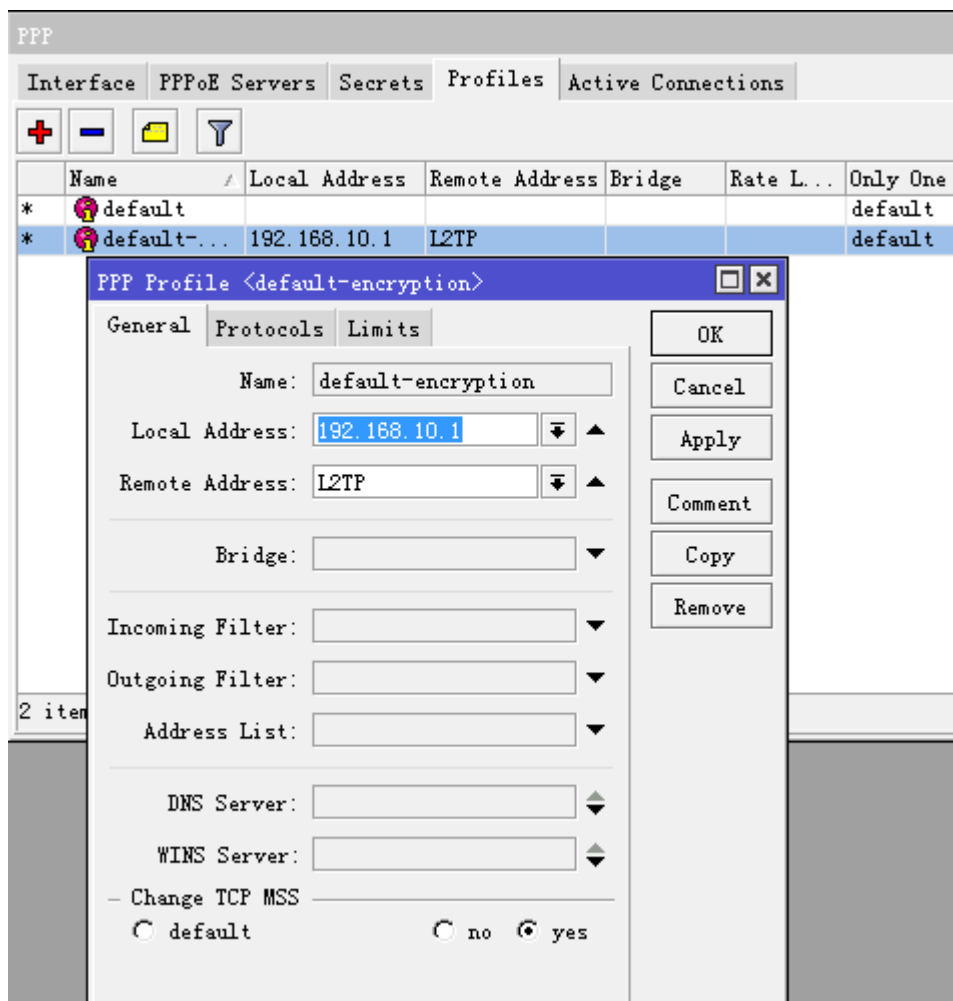 PPP
Interface PPPoE Servers Secrets Profiles Active Connections
Name Local Address Remote Address Bridge Rate L... Only One
* default default
* default-... 192.168.10.1 L2TP default
PPP Profile <default-encryption>
General Protocols Limits
OK
Name: default-encryption
Cancel
Local Address: 192.168.10.1
Apply
Remote Address: L2TP
Comment
Bridge:
Copy
Remove
Incoming Filter:
Outgoing Filter:
2 item
Address List:
DNS Server:
WINS Server:
Change TCP MSS
default no yes